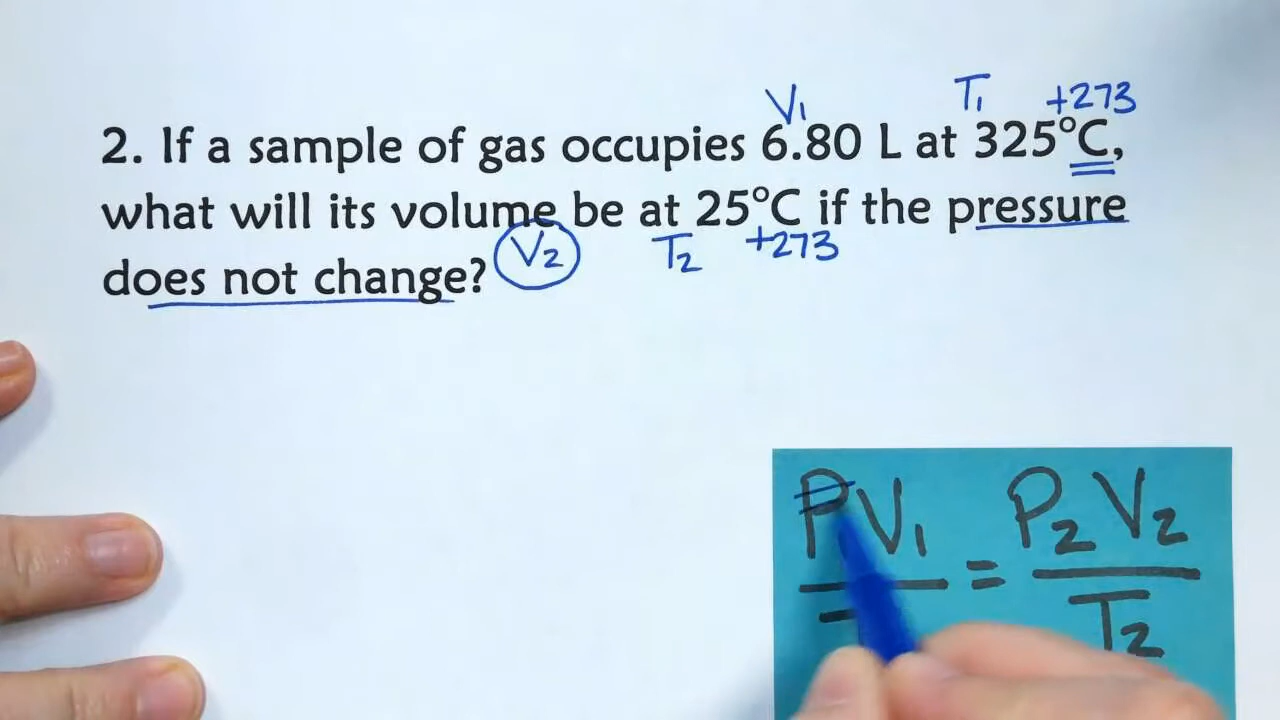 V₁ T₁ +273
2. If a sample of gas occupies 6.80 L at 325°C,
what will its volume be at 25°C if the pressure
V₂ T₂ +273
does not change?
PV₁ = P₂V₂
T₂